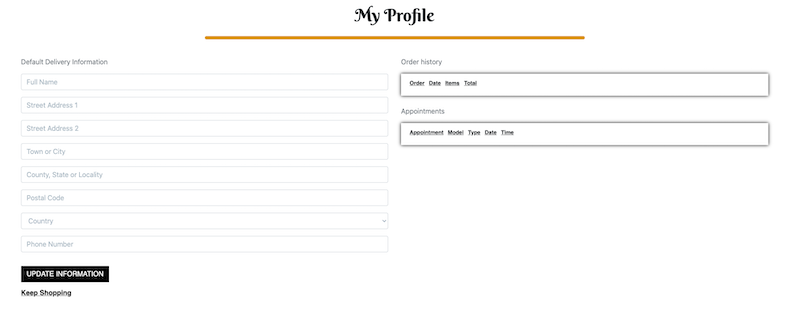 My Profile
Default Delivery Information
Full Name
Street Address 1
Street Address 2
Town or City
County, State or Locality
Postal Code
Country
Phone Number
UPDATE INFORMATION
Keep Shopping
Order history
Order Date Items Total
Appointments
Appointment Model Type Date Time